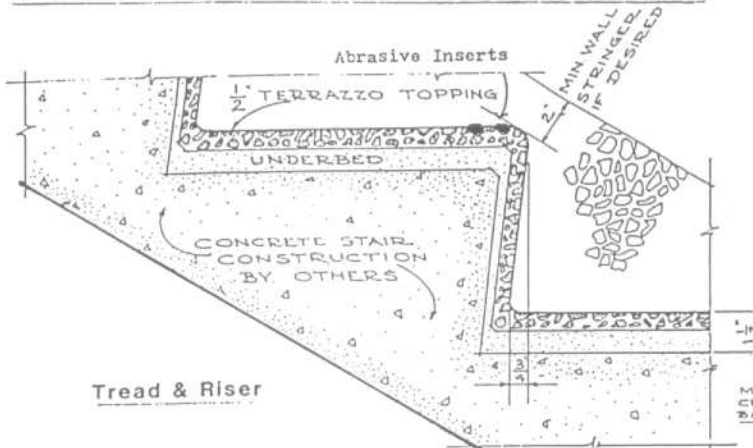 Abrasive Inserts
MIN WALL
STRINGER
IF DESIRED
2"
1/2" TERRAZZO TOPPING
UNDERBED
CONCRETE STAIR
CONSTRUCTION
BY OTHERS
3/4
Tread & Riser